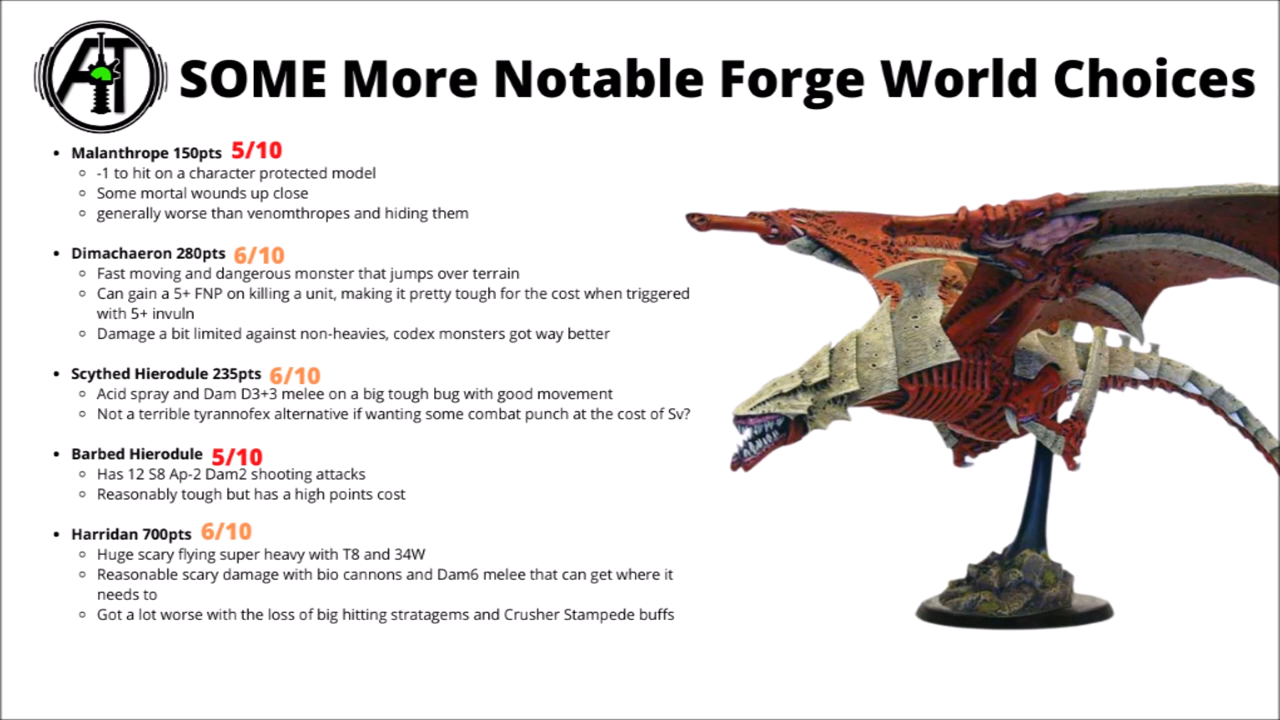 AT
SOME More Notable Forge World Choices
• Malanthrope 150pts 5/10
◦ -1 to hit on a character protected model
◦ Some mortal wounds up close
◦ generally worse than venomthropes and hiding them
• Dimachaeron 280pts 6/10
◦ Fast moving and dangerous monster that jumps over terrain
◦ Can gain a 5+ FNP on killing a unit, making it pretty tough for the cost when triggered
with 5+ invuln
◦ Damage a bit limited against non-heavies, codex monsters got way better
• Scythed Hierodule 235pts 6/10
◦ Acid spray and Dam D3+3 melee on a big tough bug with good movement
◦ Not a terrible tyrannofex alternative if wanting some combat punch at the cost of Sv?
• Barbed Hierodule 5/10
◦ Has 12 S8 Ap-2 Dam2 shooting attacks
◦ Reasonably tough but has a high points cost
• Harridan 700pts 6/10
◦ Huge scary flying super heavy with T8 and 34W
◦ Reasonable scary damage with bio cannons and Dam6 melee that can get where it
needs to
◦ Got a lot worse with the loss of big hitting stratagems and Crusher Stampede buffs